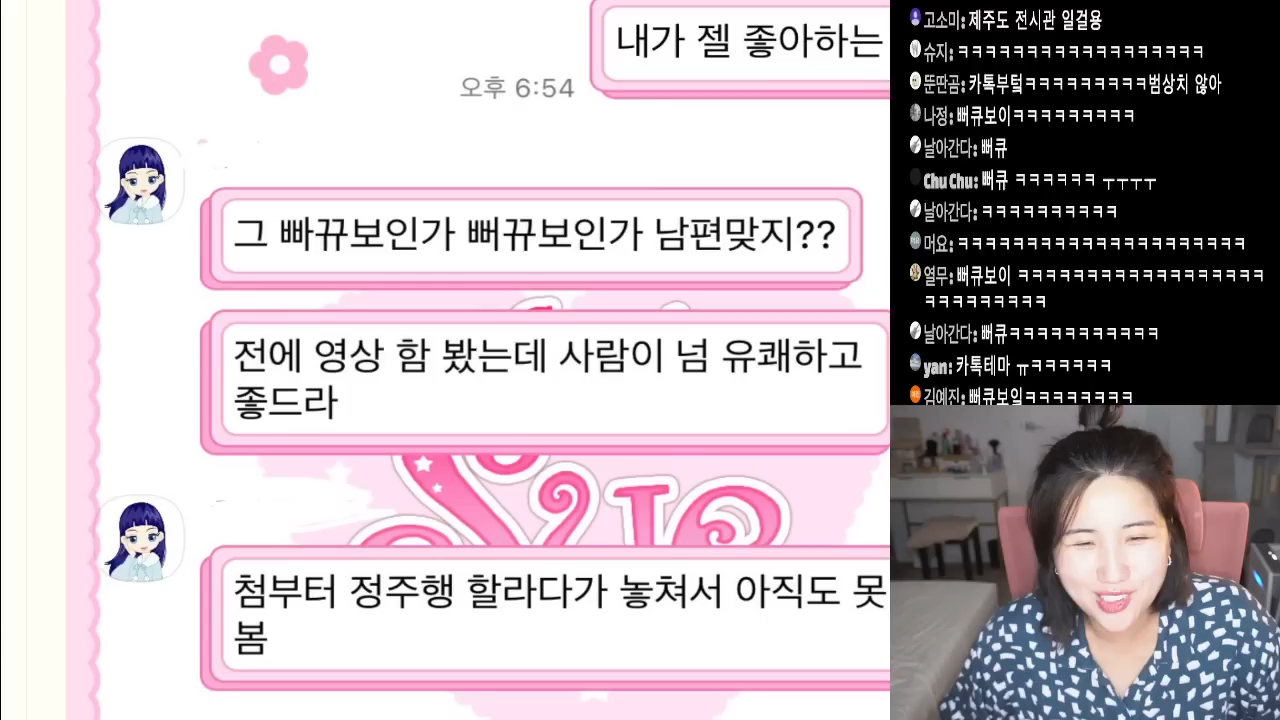 내가 젤 좋아하는
오후 6:54
그 빠뀨보인가 뻐뀨보인가 남편맞지??
전에 영상 함 봤는데 사람이 넘 유쾌하고
좋드라
첨부터 정주행 할라다가 놓쳐서 아직도 못
봄
고소미: 제주도 전시관 일걸용
슈지: ㅋㅋㅋㅋㅋㅋㅋㅋㅋㅋㅋㅋㅋㅋㅋㅋㅋㅋ
뚠딴곰: 카톡부털ㅋㅋㅋㅋㅋㅋㅋㅋㅋ범상치 않아
나정: 뻐큐보이ㅋㅋㅋㅋㅋㅋㅋㅋㅋ
날아간다: 뻐큐
Chu Chu: 뻐큐 ㅋㅋㅋㅋㅋㅋ ㅜㅜㅜㅜ
날아간다: ㅋㅋㅋㅋㅋㅋㅋㅋㅋㅋ
머요: ㅋㅋㅋㅋㅋㅋㅋㅋㅋㅋㅋㅋㅋㅋㅋㅋㅋㅋㅋㅋㅋ
열무: 뻐큐보이 ㅋㅋㅋㅋㅋㅋㅋㅋㅋㅋㅋㅋㅋㅋㅋㅋㅋㅋ
ㅋㅋㅋㅋㅋㅋㅋㅋㅋ
날아간다: 뻐큐ㅋㅋㅋㅋㅋㅋㅋㅋㅋㅋㅋ
yan: 카톡테마 ㅠㅋㅋㅋㅋㅋㅋ
김예진: 뻐큐보일ㅋㅋㅋㅋㅋㅋㅋㅋ